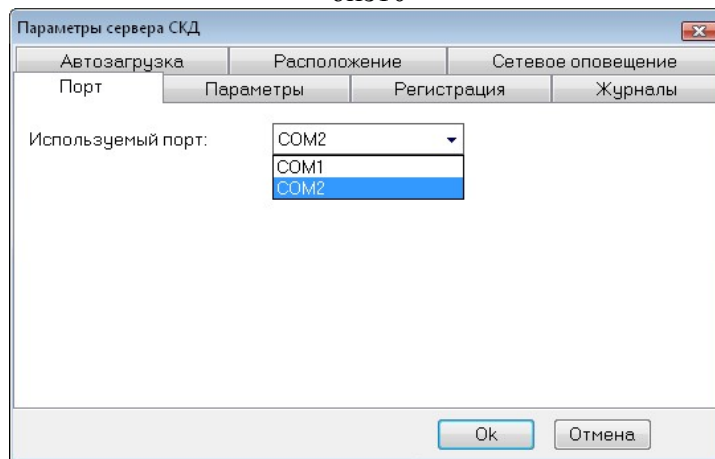 Параметры сервера СКД
Автозагрузка Расположение Сетевое оповещение
Порт Параметры Регистрация Журналы
Используемый порт: COM2
COM1
COM2
Ok Отмена